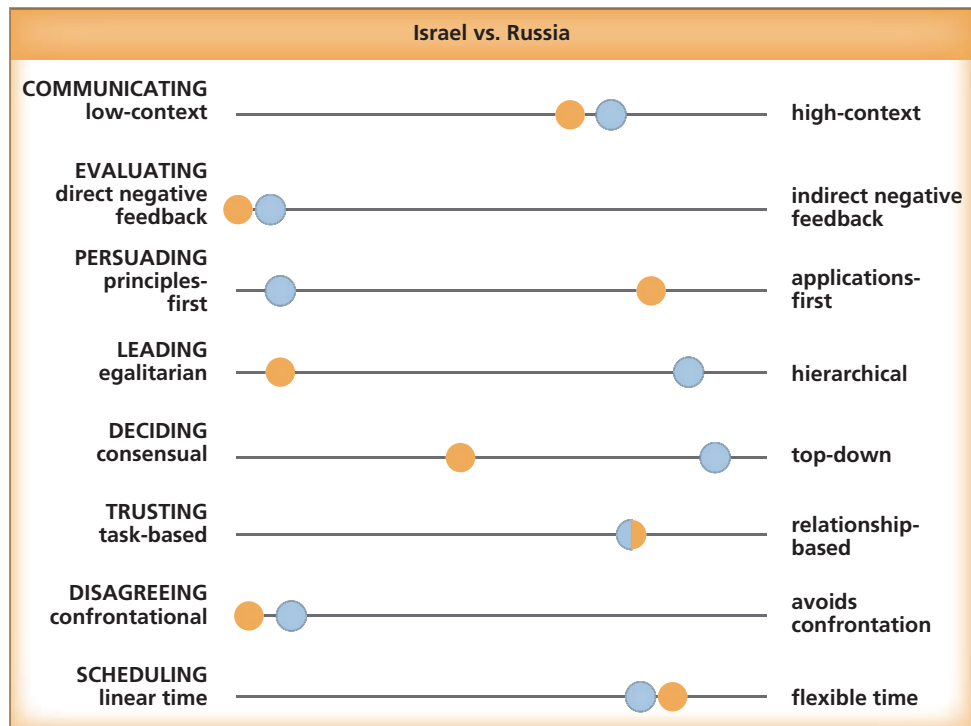 Israel vs. Russia
COMMUNICATING
low-context
high-context
EVALUATING
direct negative
feedback
indirect negative
feedback
PERSUADING
principles-
first
applications-
first
LEADING
egalitarian
hierarchical
DECIDING
consensual
top-down
TRUSTING
task-based
relationship-
based
DISAGREEING
confrontational
avoids
confrontation
SCHEDULING
linear time
flexible time